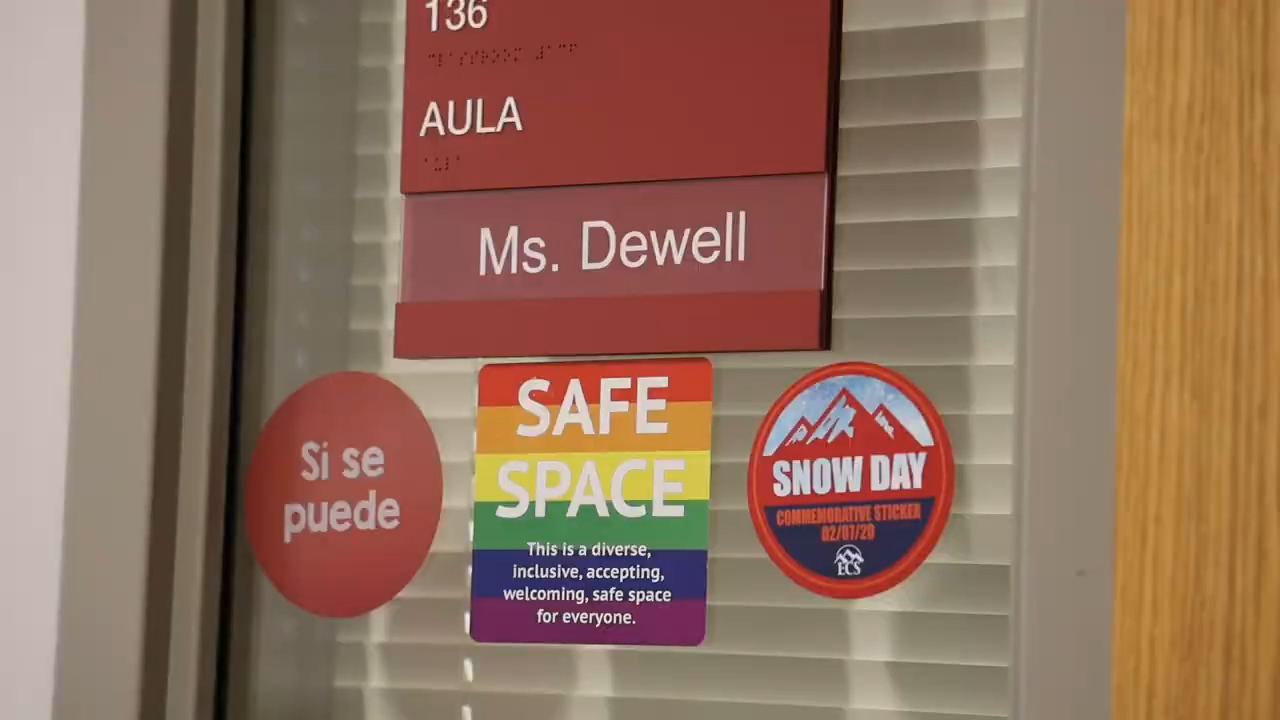 136
AULA
Ms. Dewell
Sí se
puede
SAFE
SPACE
This is a diverse,
inclusive, accepting,
welcoming, safe space
for everyone.
SNOW DAY
COMMEMORATIVE STICKER
02/07/20
ECS